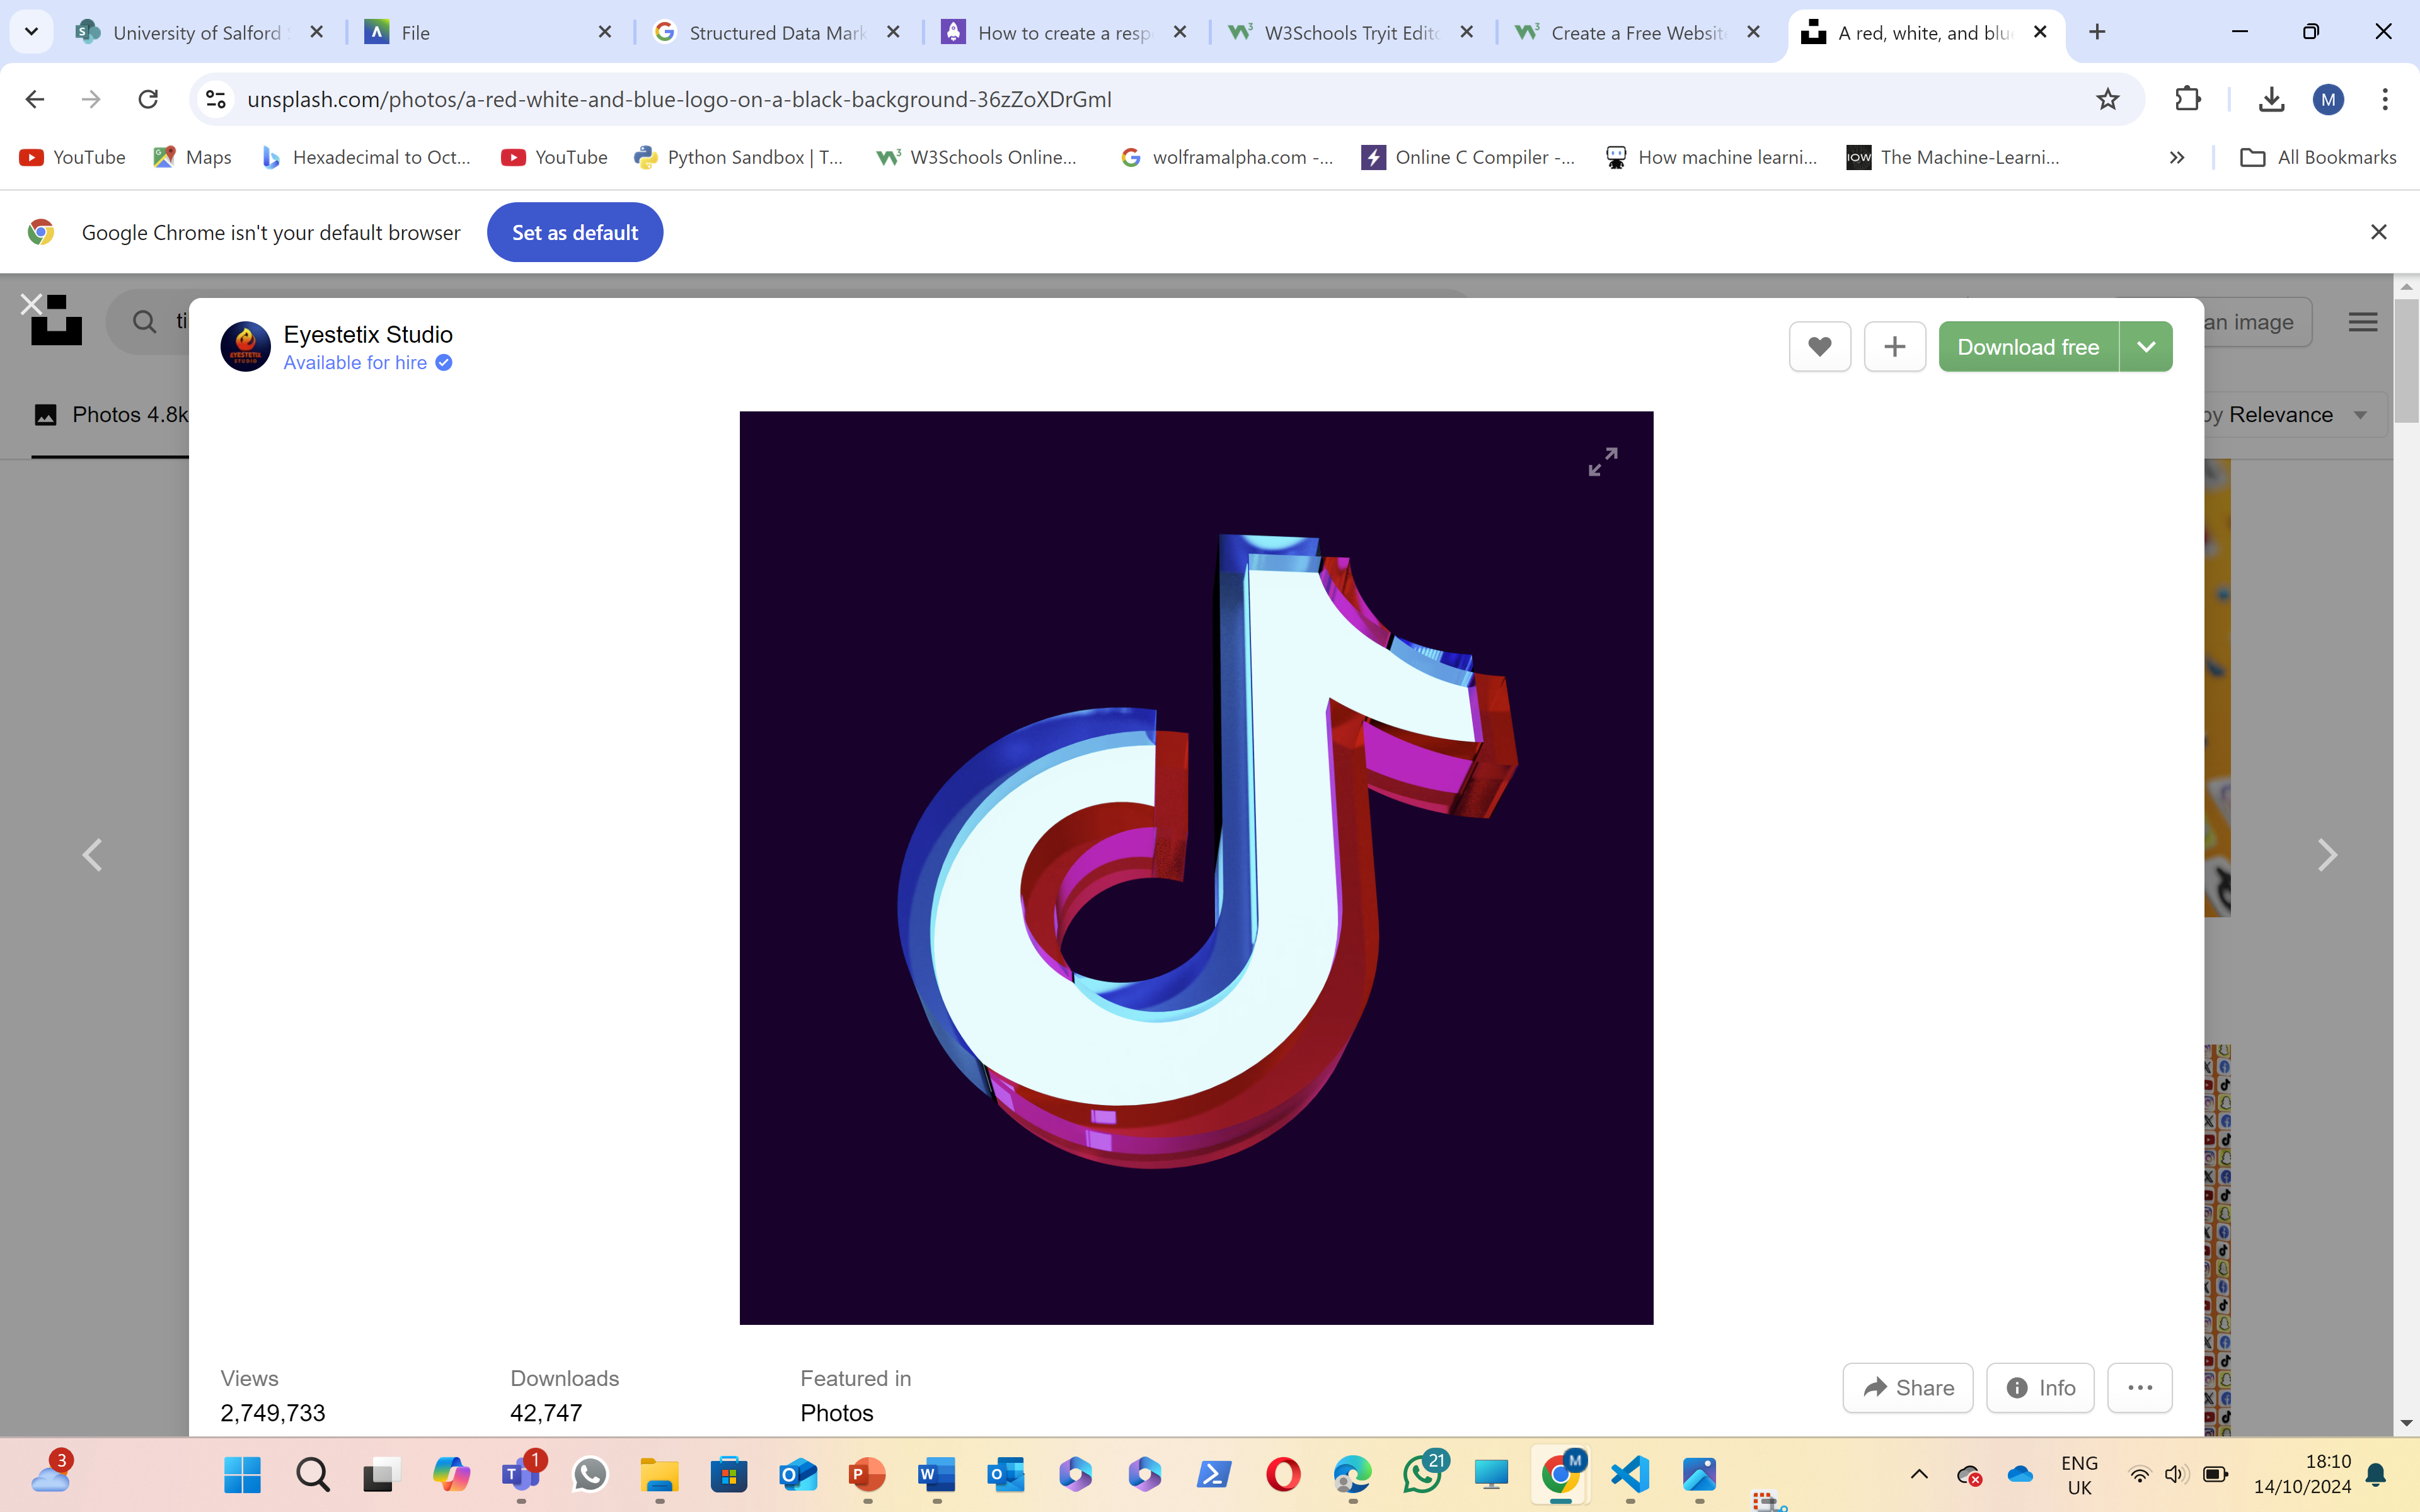 University of Salford
File
Structured Data Mark
How to create a resp
W3Schools Tryit Edito
Create a Free Websit
A red, white, and blu
unsplash.com/photos/a-red-white-and-blue-logo-on-a-black-background-36zZoXDrGmI
M
YouTube
Maps
Hexadecimal to Oct...
YouTube
Python Sandbox | T...
W3Schools Online...
wolframalpha.com -...
Online C Compiler -...
How machine learni...
IOW
The Machine-Learni...
All Bookmarks
Google Chrome isn't your default browser
Set as default
ti
an image
EYESTETIX
STUDIO
Eyestetix Studio
Available for hire
Download free
Photos 4.8k
by Relevance
Views
2,749,733
Downloads
42,747
Featured in
Photos
Share
Info
3
1
21
M
ENG
UK
18:10
14/10/2024